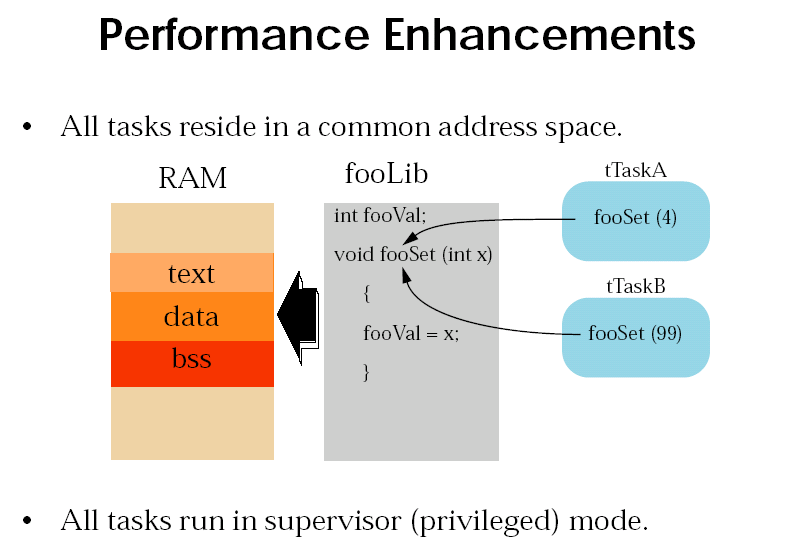 Performance Enhancements
• All tasks reside in a common address space.
RAM
text
data
bss
fooLib
int fooVal;
void fooSet (int x)
{
fooVal = x;
}
tTaskA
fooSet (4)
tTaskB
fooSet (99)
• All tasks run in supervisor (privileged) mode.